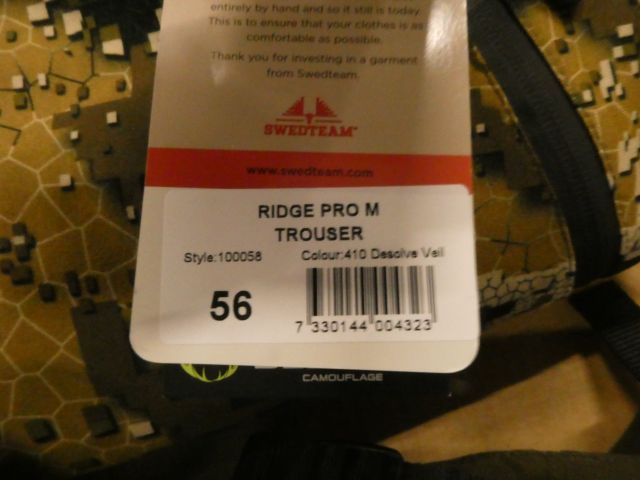 entirely by hand and so it still is today.
This is to ensure that your clothes is as
comfortable as possible.
Thank you for investing in a garment
from Swedteam.
SWEDTEAM
www.swedteam.com
RIDGE PRO M
TROUSER
Style:100058 Colour:410 Desolve Veil
56
7 330144 004323
CAMOUFLAGE